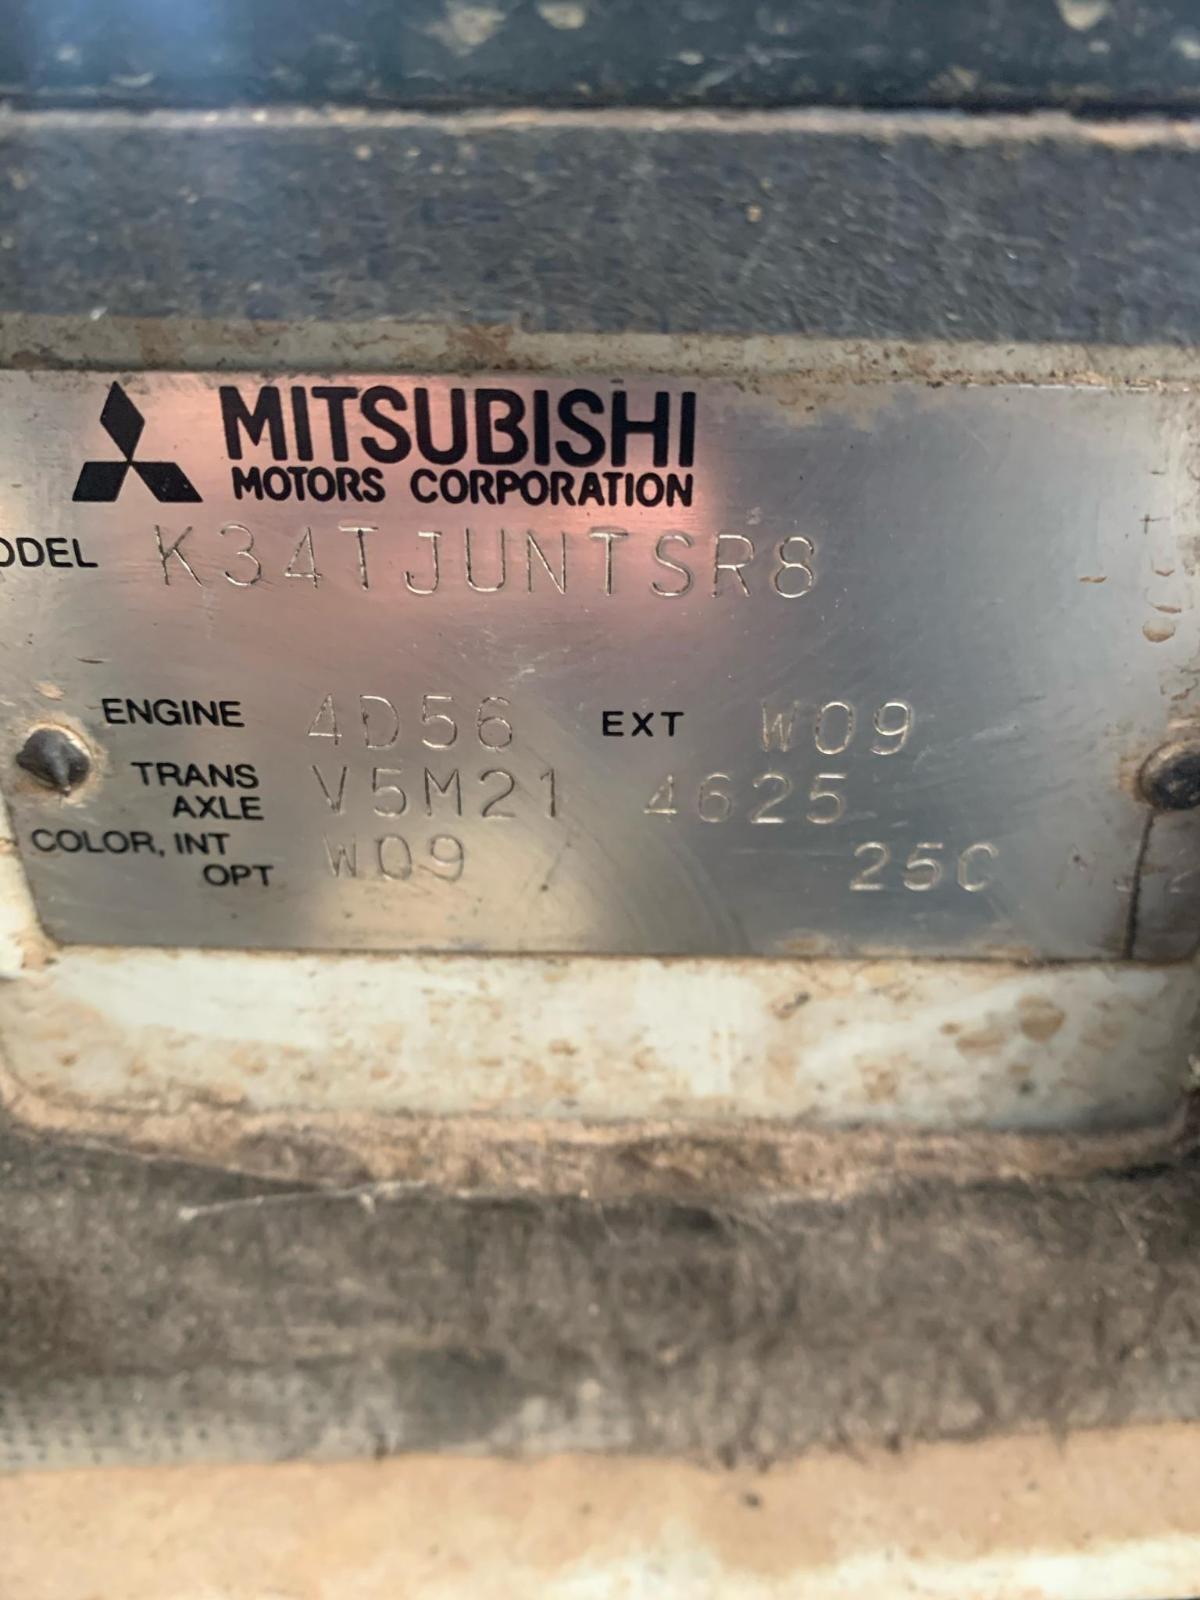 MITSUBISHI
MOTORS CORPORATION
ODEL K34TJUNTSR8
ENGINE 4D56 EXT W09
TRANS
AXLE V5M21 4625
COLOR, INT
OPT W09 25C